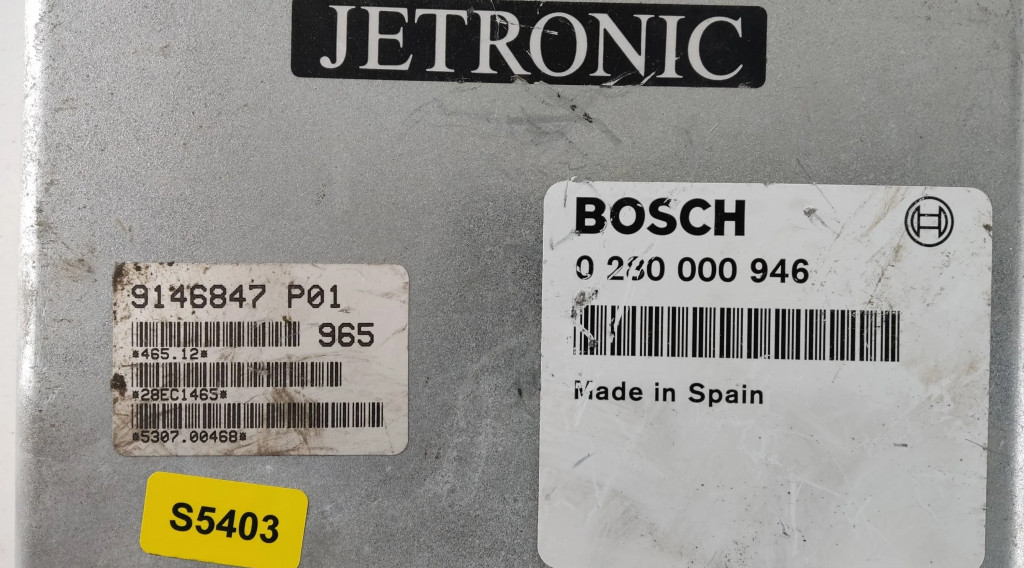 JETRONIC
BOSCH
0 280 000 946
Made in Spain
9146847 P01
965
*465.12*
*28EC1465*
*5307.00468*
S5403